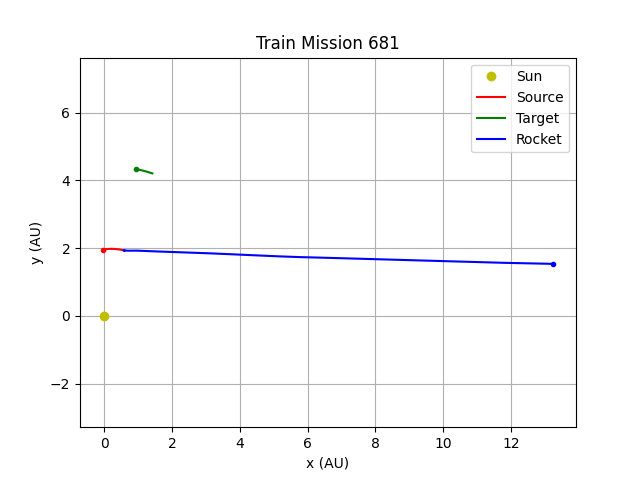 Train Mission 681
Sun
Source
Target
Rocket
6
4
2
0
−2
y (AU)
0 2 4 6 8 10 12
x (AU)